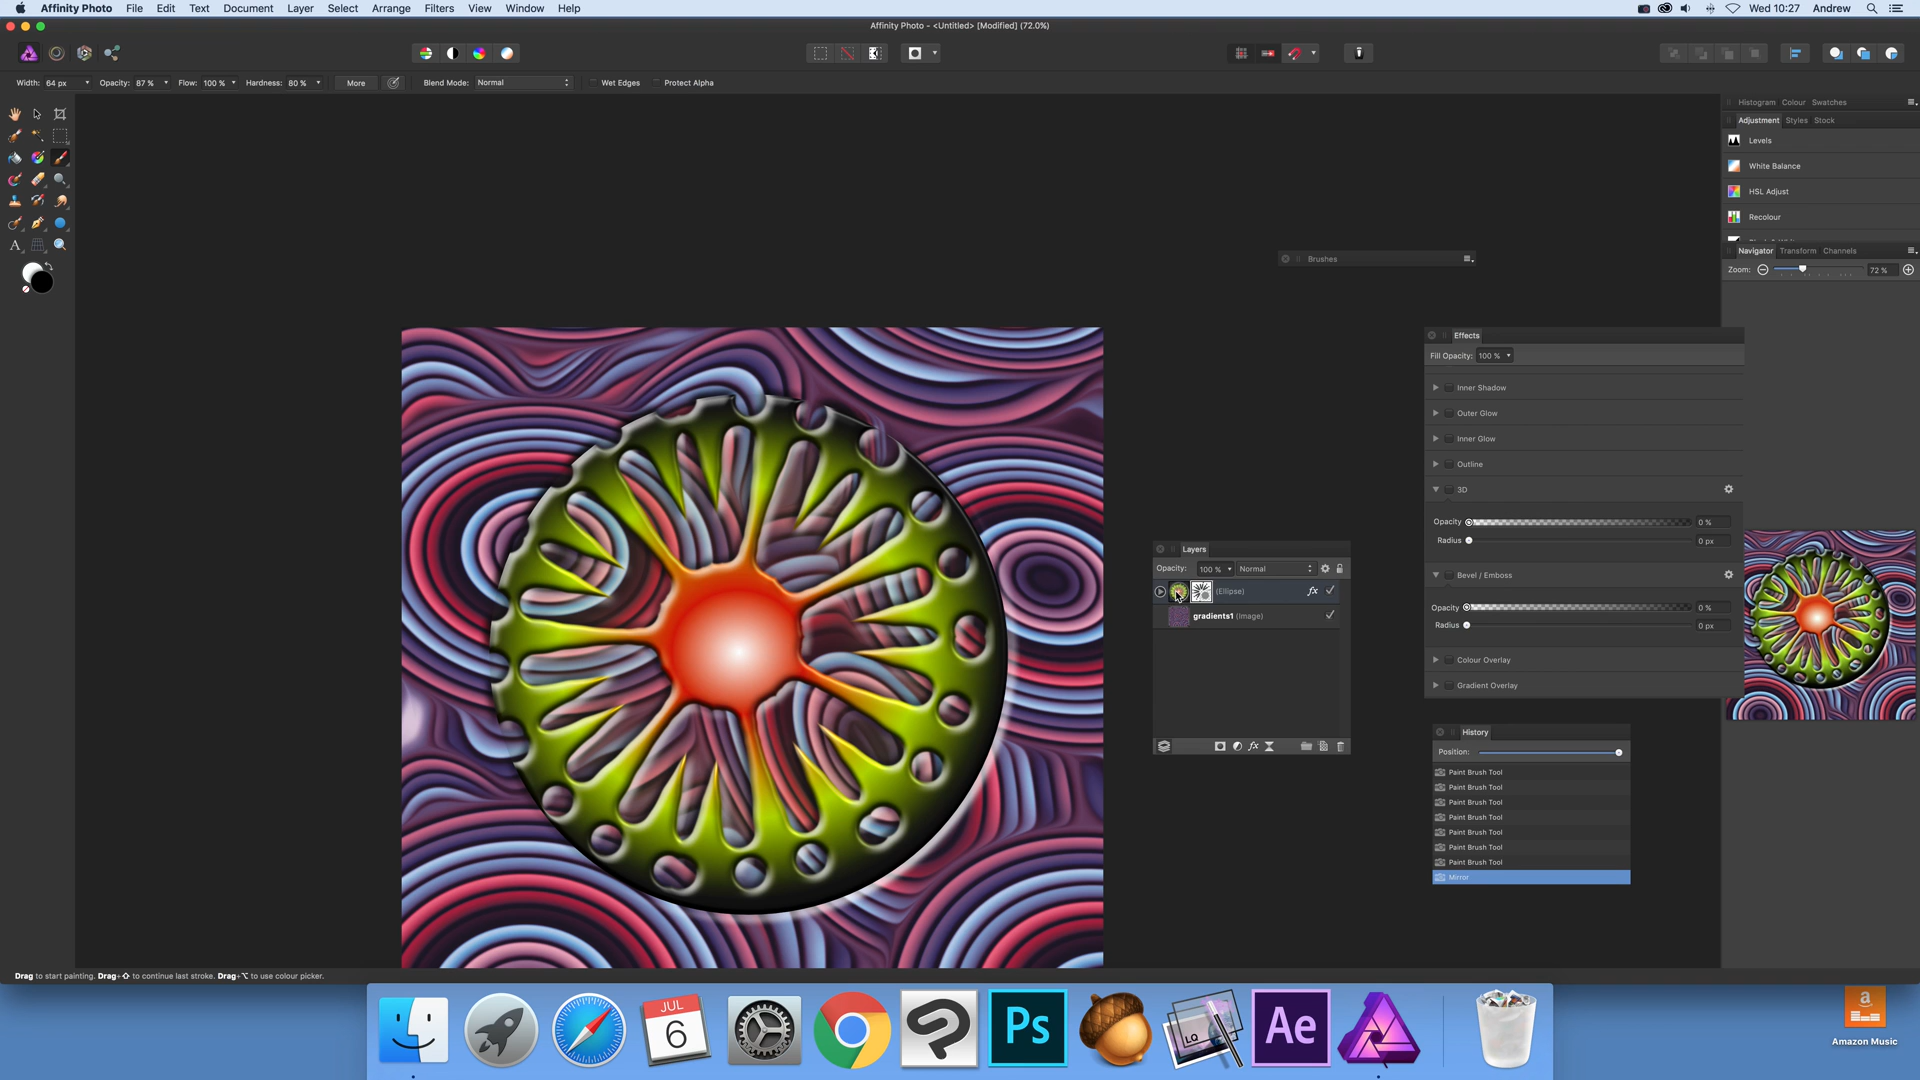 Affinity Photo File Edit Text Document Layer Select Arrange Filters View Window Help Wed 10:27 Andrew
Affinity Photo - <Untitled> [Modified] (72.0%)
Width: 64 px Opacity: 87 % Flow: 100 % Hardness: 80 % More Blend Mode: Normal Wet Edges Protect Alpha
Histogram Colour Swatches
Adjustment Styles Stock
Levels
White Balance
HSL Adjust
Recolour
Navigator Transform Channels
Zoom: 72 %
Brushes
Effects
Fill Opacity: 100 %
Inner Shadow
Outer Glow
Inner Glow
Outline
3D
Opacity 0 %
Radius 0 px
Bevel / Emboss
Opacity 0 %
Radius 0 px
Colour Overlay
Gradient Overlay
Layers
Opacity: 100 % Normal
(Ellipse) fx
gradients1 (Image)
fx
History
Position:
Paint Brush Tool
Paint Brush Tool
Paint Brush Tool
Paint Brush Tool
Paint Brush Tool
Paint Brush Tool
Paint Brush Tool
Mirror
A
Drag to start painting. Drag+⇧ to continue last stroke. Drag+⌥ to use colour picker.
JUL
6
Ps
LQ
Ae
a
Amazon Music